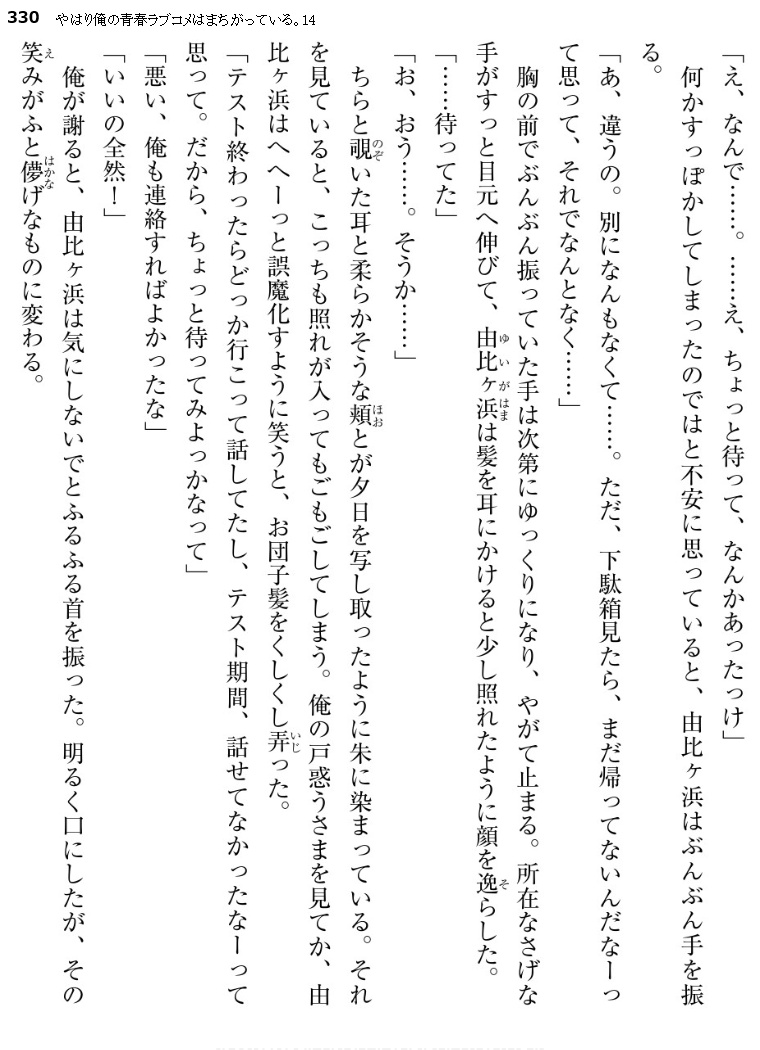 330 やはり俺の青春ラブコメはまちがっている。14
「え、なんで……。……え、ちょっと待って、なんかあったっけ」
何かすっぽかしてしまったのではと不安に思っていると、由比ヶ浜はぶんぶん手を振
る。
「あ、違うの。別になんもなくて……。ただ、下駄箱見たら、まだ帰ってないんだなーっ
て思って、それでなんとなく……」
胸の前でぶんぶん振っていた手は次第にゆっくりになり、やがて止まる。所在なさげな
手がすっと目元へ伸びて、由比ヶ浜は髪を耳にかけると少し照れたように顔を逸らした。
「……待ってた」
「お、おう……。そうか……」
ちらと覗いた耳と柔らかそうな頬とが夕日を写し取ったように朱に染まっている。それ
を見ていると、こっちも照れが入ってもごもごしてしまう。俺の戸惑うさまを見てか、由
比ヶ浜はへへーっと誤魔化すように笑うと、お団子髪をくしくし弄った。
「テスト終わったらどっか行こって話してたし、テスト期間、話せてなかったなーって
思って。だから、ちょっと待ってみよっかなって」
「悪い、俺も連絡すればよかったな」
「いいの全然！」
俺が謝ると、由比ヶ浜は気にしないでとふるふる首を振った。明るく口にしたが、その
笑みがふと儚げなものに変わる。